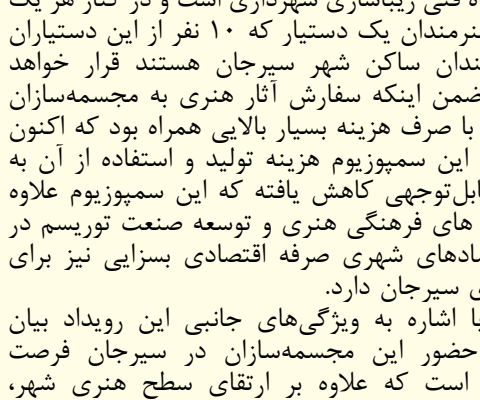 فنی زیباسازی شهرداری است و در کنار هر یک
هنرمندان یک دستیار که ۱۰ نفر از این دستیاران
ساکن شهر سیرجان هستند قرار خواهد
ضمن اینکه سفارش آثار هنری به مجسمه‌سازان
با صرف هزینه بسیار بالایی همراه بود که اکنون
این سمپوزیوم هزینه تولید و استفاده از آن به
کاهش یافته که این سمپوزیوم علاوه
های فرهنگی هنری و توسعه صنعت توریسم در
شهری صرفه اقتصادی بسزایی نیز برای
سیرجان دارد.
با اشاره به ویژگی‌های جانبی این رویداد بیان
حضور این مجسمه‌سازان در سیرجان فرصت
است که علاوه بر ارتقای سطح هنری شهر،